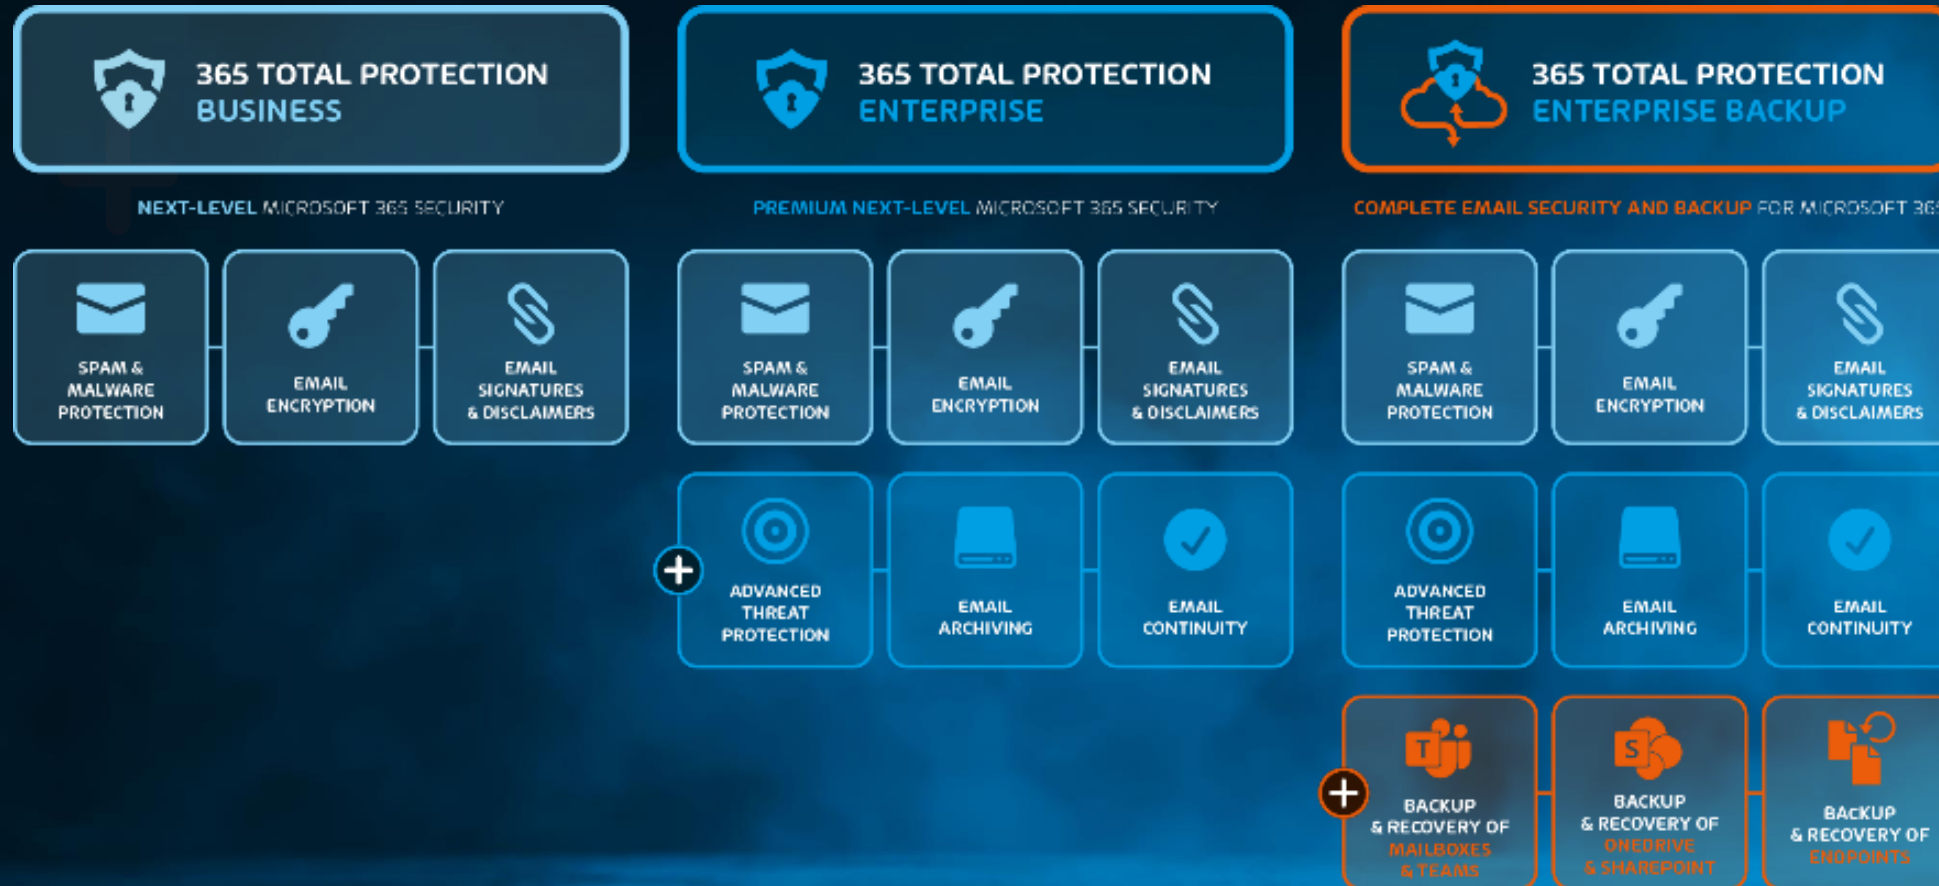 365 TOTAL PROTECTION
BUSINESS
NEXT-LEVEL MICROSOFT 365 SECURITY
SPAM &
MALWARE
PROTECTION
EMAIL
ENCRYPTION
EMAIL
SIGNATURES
& DISCLAIMERS
365 TOTAL PROTECTION
ENTERPRISE
PREMIUM NEXT-LEVEL MICROSOFT 365 SECURITY
SPAM &
MALWARE
PROTECTION
EMAIL
ENCRYPTION
EMAIL
SIGNATURES
& DISCLAIMERS
+
ADVANCED
THREAT
PROTECTION
EMAIL
ARCHIVING
EMAIL
CONTINUITY
365 TOTAL PROTECTION
ENTERPRISE BACKUP
COMPLETE EMAIL SECURITY AND BACKUP FOR MICROSOFT 365
SPAM &
MALWARE
PROTECTION
EMAIL
ENCRYPTION
EMAIL
SIGNATURES
& DISCLAIMERS
ADVANCED
THREAT
PROTECTION
EMAIL
ARCHIVING
EMAIL
CONTINUITY
+
T
BACKUP
& RECOVERY OF
MAILBOXES
& TEAMS
S
BACKUP
& RECOVERY OF
ONEDRIVE
& SHAREPOINT
BACKUP
& RECOVERY OF
ENDPOINTS